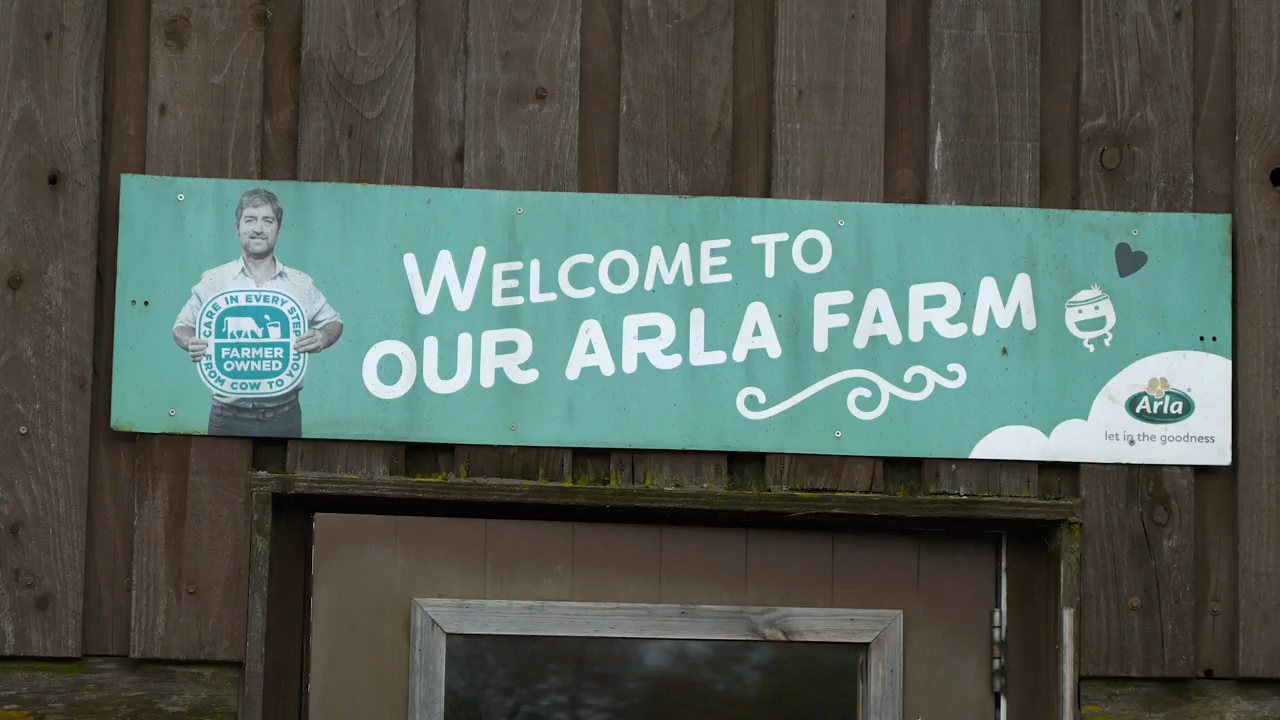 CARE IN EVERY STEP
FARMER
OWNED
FROM COW TO YOU
WELCOME TO
OUR ARLA FARM
Arla
®
let in the goodness